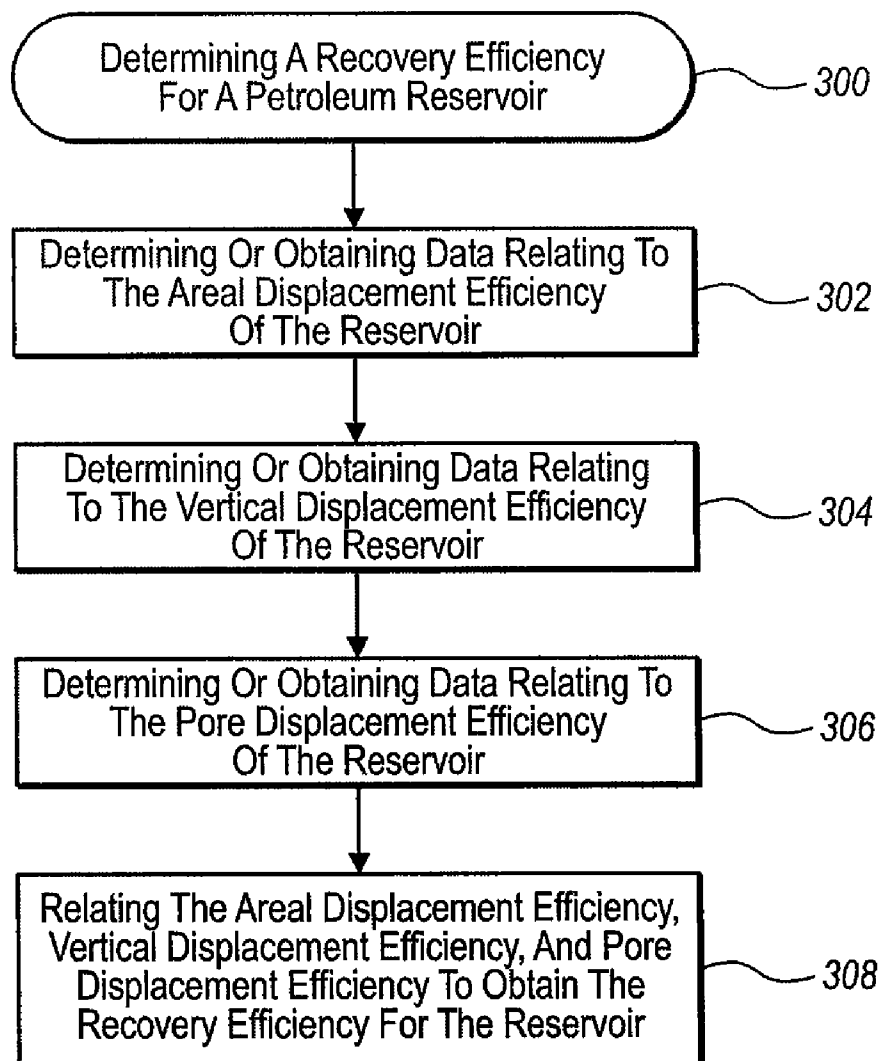 Determining A Recovery Efficiency
For A Petroleum Reservoir
300
Determining Or Obtaining Data Relating To
The Areal Displacement Efficiency
Of The Reservoir
302
Determining Or Obtaining Data Relating
To The Vertical Displacement Efficiency
Of The Reservoir
304
Determining Or Obtaining Data Relating To
The Pore Displacement Efficiency
Of The Reservoir
306
Relating The Areal Displacement Efficiency,
Vertical Displacement Efficiency, And Pore
Displacement Efficiency To Obtain The
Recovery Efficiency For The Reservoir
308